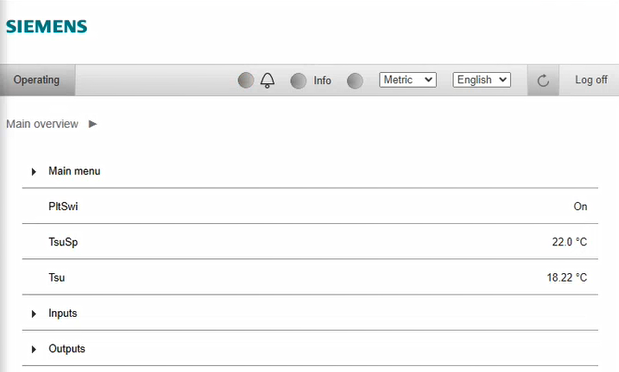 SIEMENS
Operating Info Metric English Log off
Main overview
Main menu
PltSwi On
TsuSp 22.0 °C
Tsu 18.22 °C
Inputs
Outputs